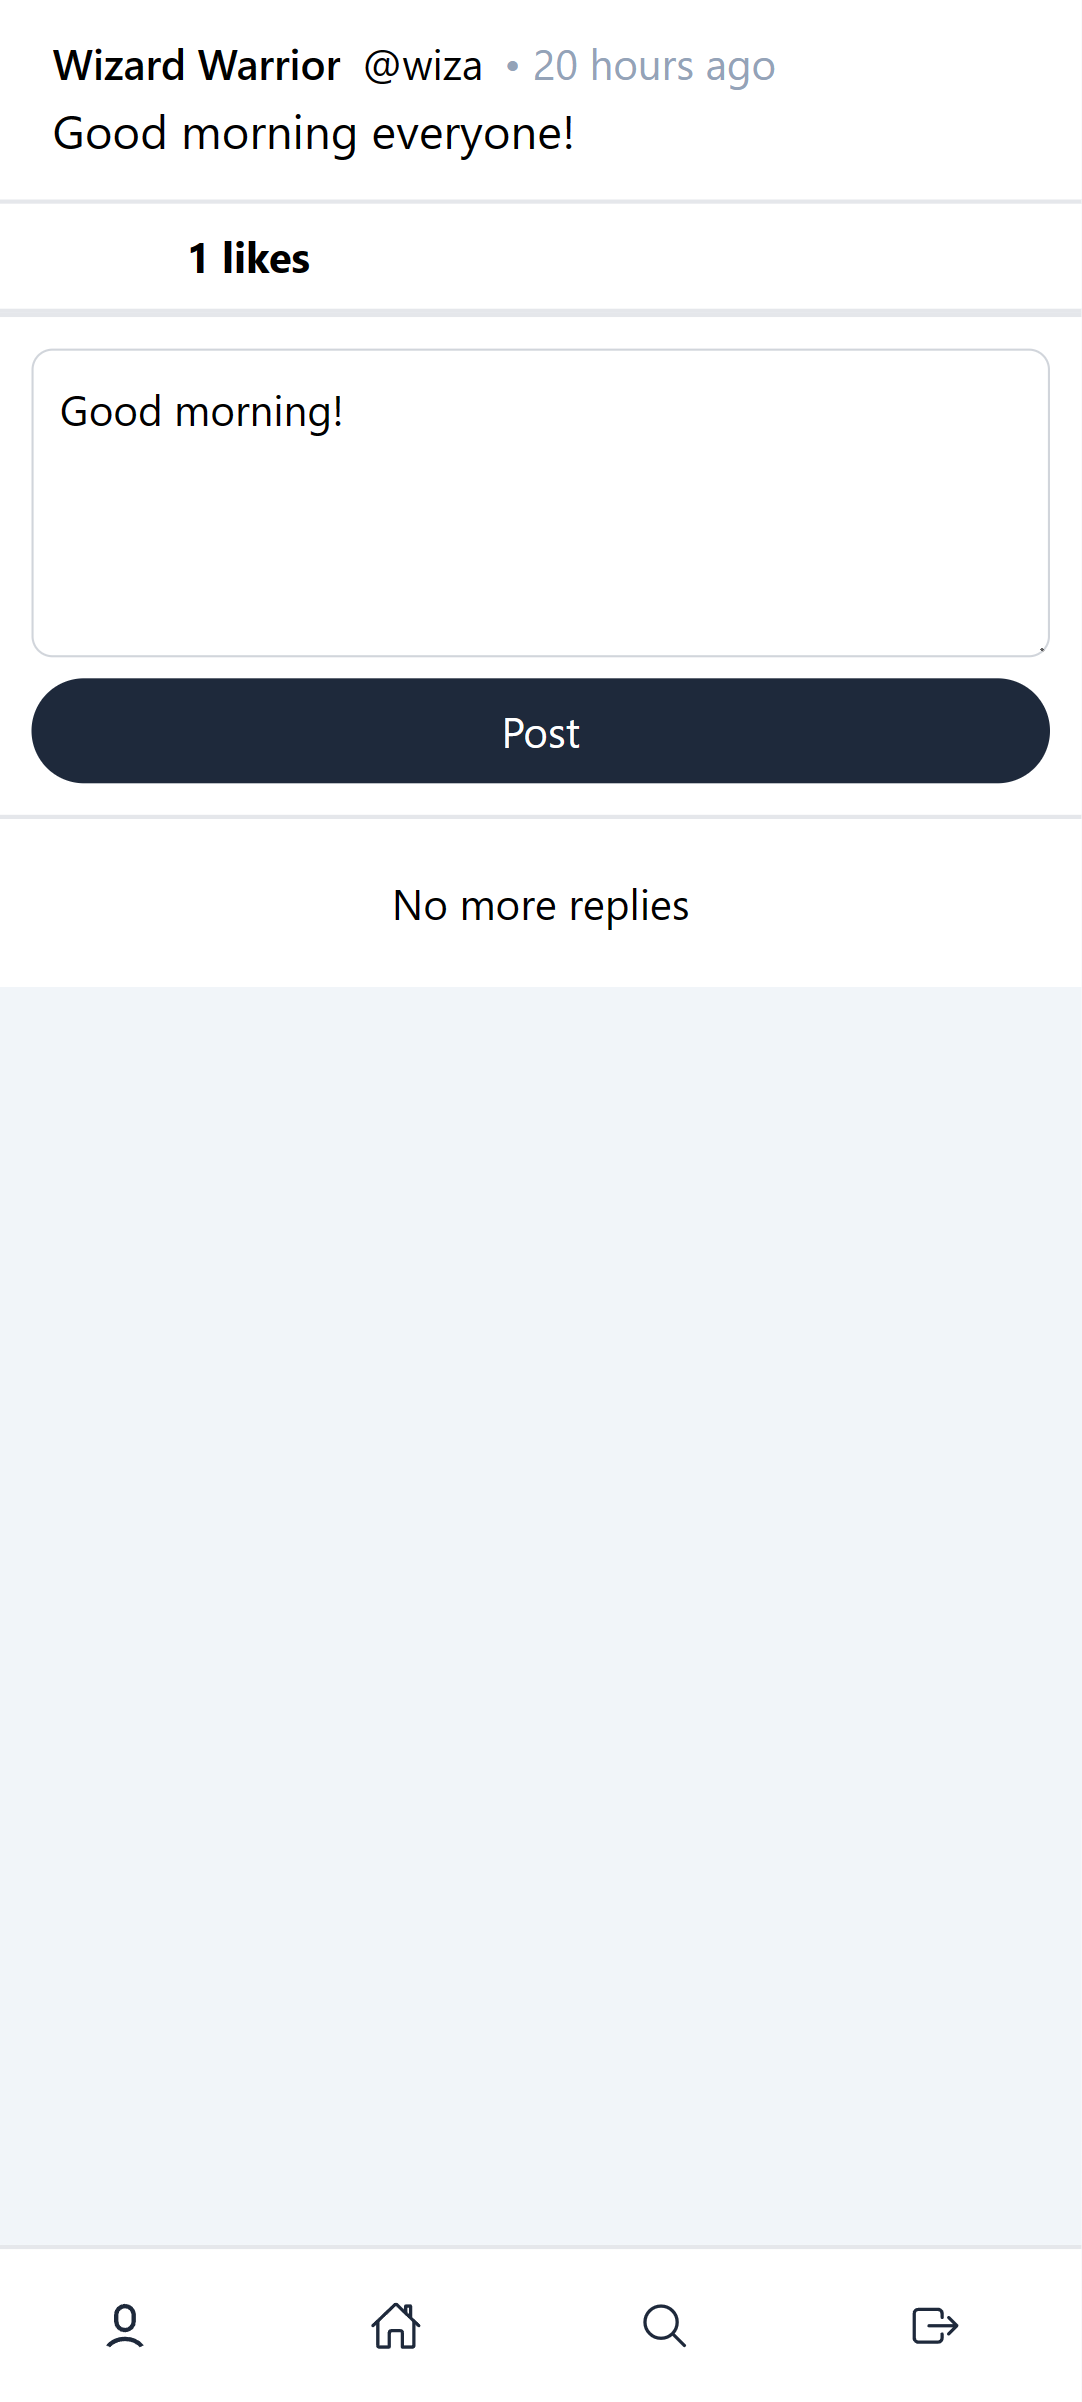 Wizard Warrior @wiza • 20 hours ago
Good morning everyone!
1 likes
Good morning!
Post
No more replies